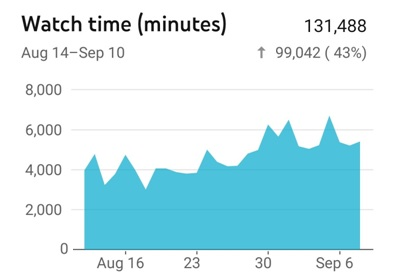 Watch time (minutes) 131,488
Aug 14–Sep 10 ↑ 99,042 ( 43%)
8,000
6,000
4,000
2,000
0
Aug 16 23 30 Sep 6